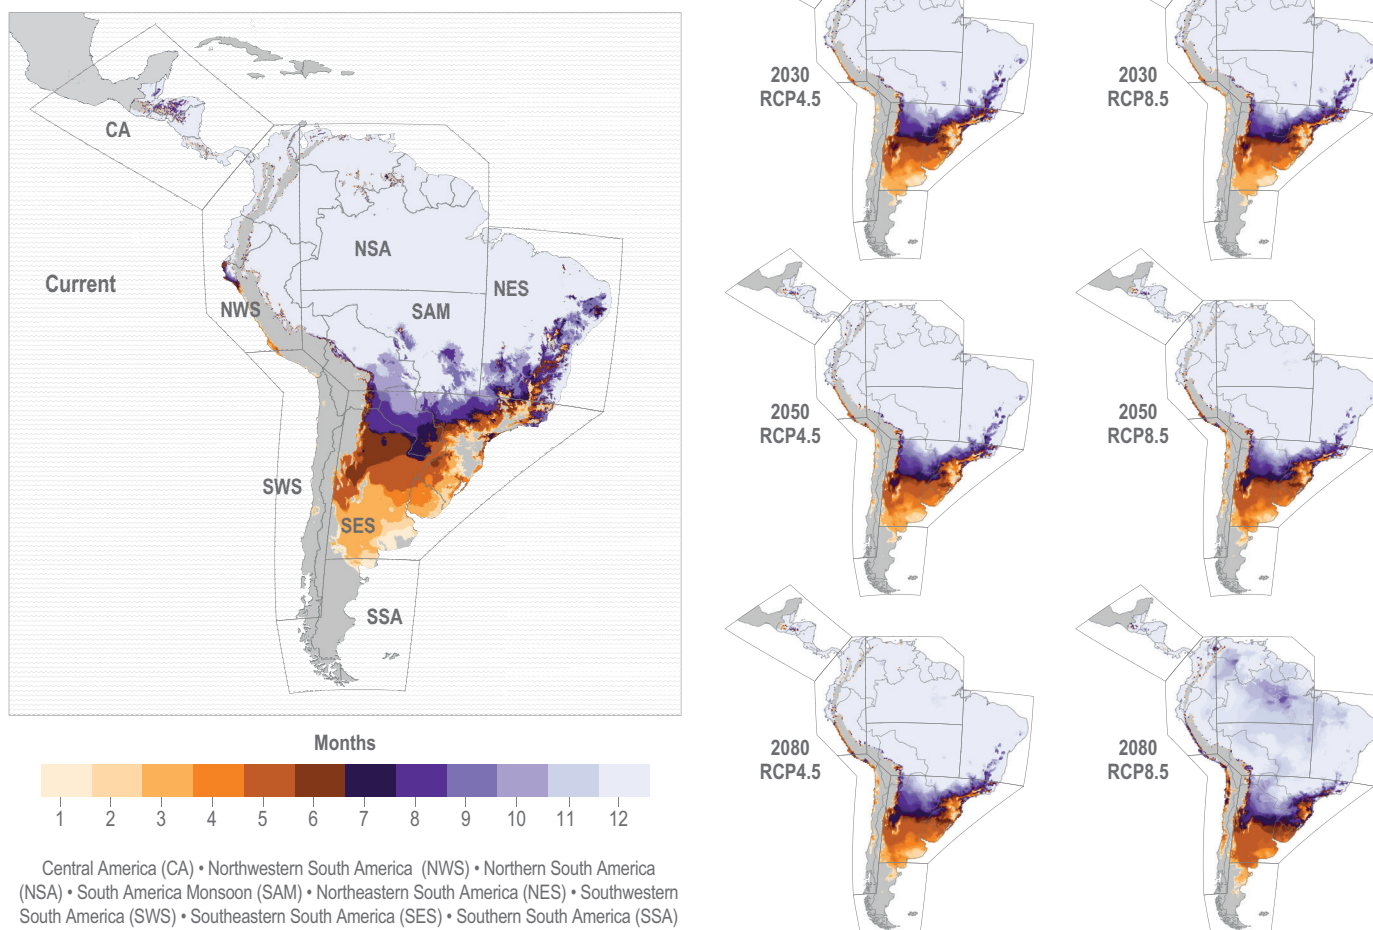 CA
NSA
Current
NES
NWS
SAM
SWS
SES
SSA
Months
1 2 3 4 5 6 7 8 9 10 11 12
Central America (CA) • Northwestern South America (NWS) • Northern South America
(NSA) • South America Monsoon (SAM) • Northeastern South America (NES) • Southwestern
South America (SWS) • Southeastern South America (SES) • Southern South America (SSA)
2030
RCP4.5
2030
RCP8.5
2050
RCP4.5
2050
RCP8.5
2080
RCP4.5
2080
RCP8.5